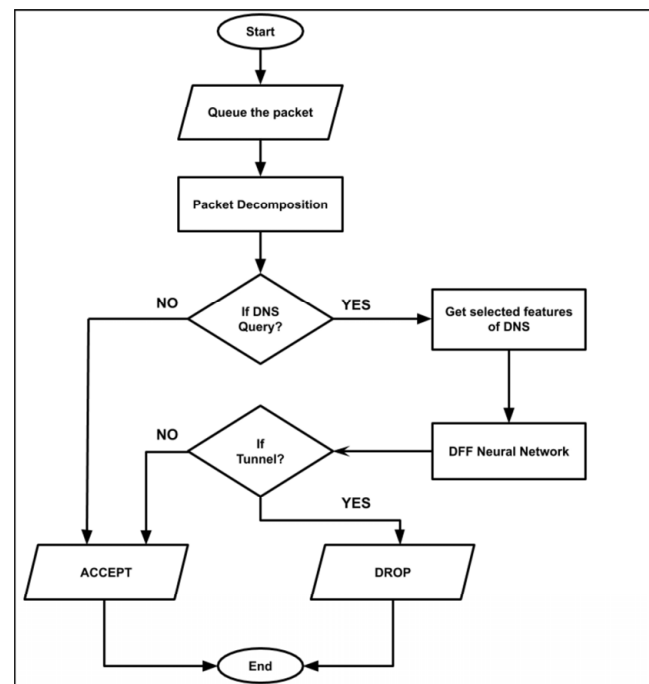 Start
Queue the packet
Packet Decomposition
NO
If DNS
Query?
YES
Get selected features
of DNS
NO
If
Tunnel?
DFF Neural Network
YES
ACCEPT
DROP
End